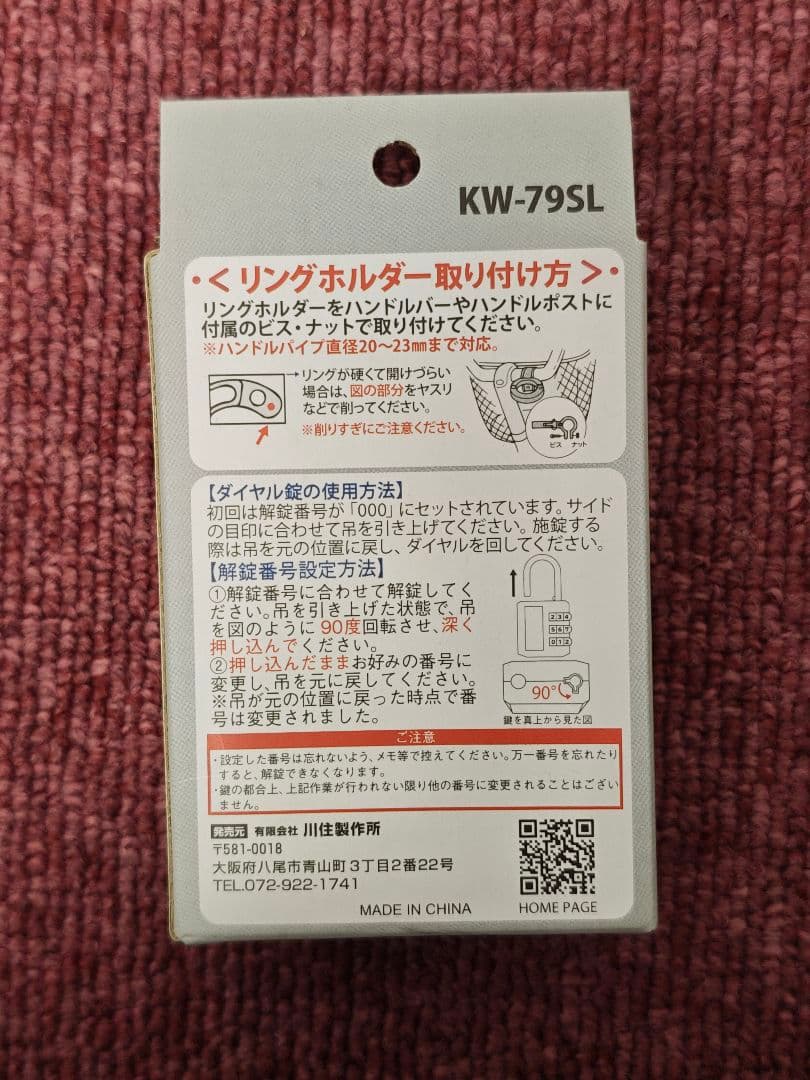 KW-79SL
・＜リングホルダー取り付け方＞・
リングホルダーをハンドルバーやハンドルポストに
付属のビス・ナットで取り付けてください。
※ハンドルパイプ直径20〜23㎜まで対応。
リングが硬くて開けづらい
場合は、図の部分をヤスリ
などで削ってください。
※削りすぎにご注意ください。
ビス ナット
【ダイヤル錠の使用方法】
初回は解錠番号が「000」にセットされています。サイド
の目印に合わせて吊を引き上げてください。施錠する
際は吊を元の位置に戻し、ダイヤルを回してください。
【解錠番号設定方法】
①解錠番号に合わせて解錠してく
ださい。吊を引き上げた状態で、吊
を図のように90度回転させ、深く
押し込んでください。
②押し込んだままお好みの番号に
変更し、吊を元に戻してください。
※吊が元の位置に戻った時点で番
号は変更されました。
2 3 4
5 6 7
0 1 2
90°
鍵を真上から見た図
ご注意
・設定した番号は忘れないよう、メモ等で控えてください。万一番号を忘れたり
すると、解錠できなくなります。
・鍵の都合上、上記作業が行われない限り他の番号に変更されることはござい
ません。
発売元 有限会社 川住製作所
〒581-0018
大阪府八尾市青山町3丁目2番22号
TEL.072-922-1741
MADE IN CHINA
HOME PAGE